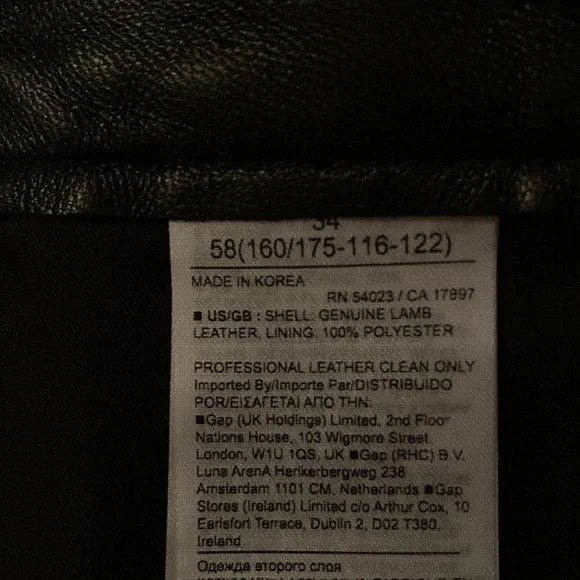 34
58(160/175-116-122)
MADE IN KOREA
RN 54023 / CA 17897
■ US/GB : SHELL: GENUINE LAMB
LEATHER, LINING: 100% POLYESTER
PROFESSIONAL LEATHER CLEAN ONLY
Imported By/Importe Par/DISTRIBUIDO
POR/ΕΙΣΑΓΕΤΑΙ ΑΠΟ ΤΗΝ:
■Gap (UK Holdings) Limited, 2nd Floor
Nations House, 103 Wigmore Street
London, W1U 1QS, UK ■Gap (RHC) B.V.
Luna ArenA Herikerbergweg 238
Amsterdam 1101 CM, Netherlands ■Gap
Stores (Ireland) Limited c/o Arthur Cox, 10
Earlsfort Terrace, Dublin 2, D02 T380,
Ireland
Одежда второго слоя